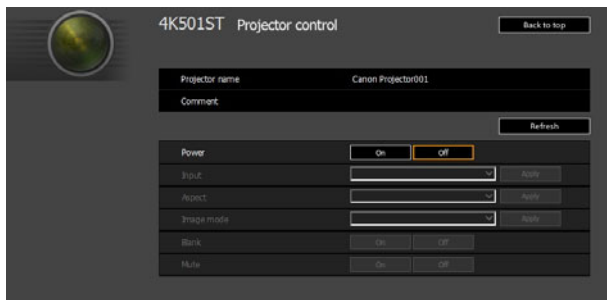 4K501ST Projector control
Back to top
Projector name Canon Projector001
Comment
Refresh
Power On Off
Input Apply
Aspect Apply
Image mode Apply
Blank On Off
Mute On Off